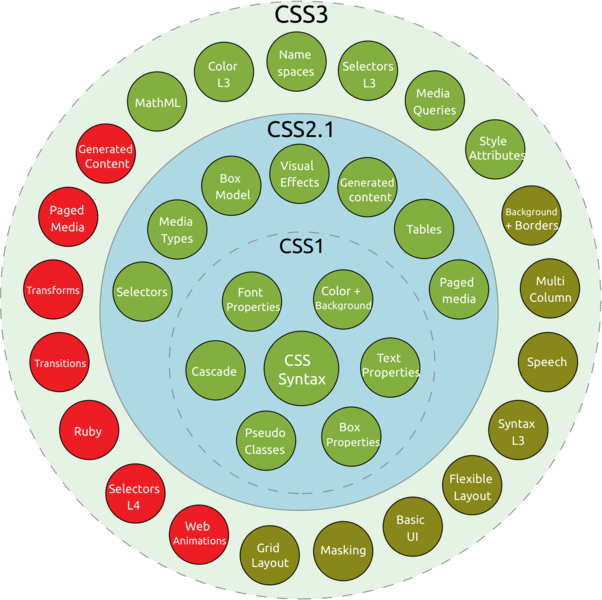 CSS3
Name
spaces
Selectors
L3
Media
Queries
Style
Attributes
Background
+ Borders
Multi
Column
Speech
Syntax
L3
Flexible
Layout
Basic
UI
Masking
Grid
Layout
Web
Animations
Selectors
L4
Ruby
Transitions
Transforms
Paged
Media
Generated
Content
MathML
Color
L3
CSS2.1
Visual
Effects
Generated
content
Tables
Paged
media
Selectors
Media
Types
Box
Model
CSS1
Font
Properties
Color +
Background
Text
Properties
Box
Properties
Pseudo
Classes
Cascade
CSS
Syntax